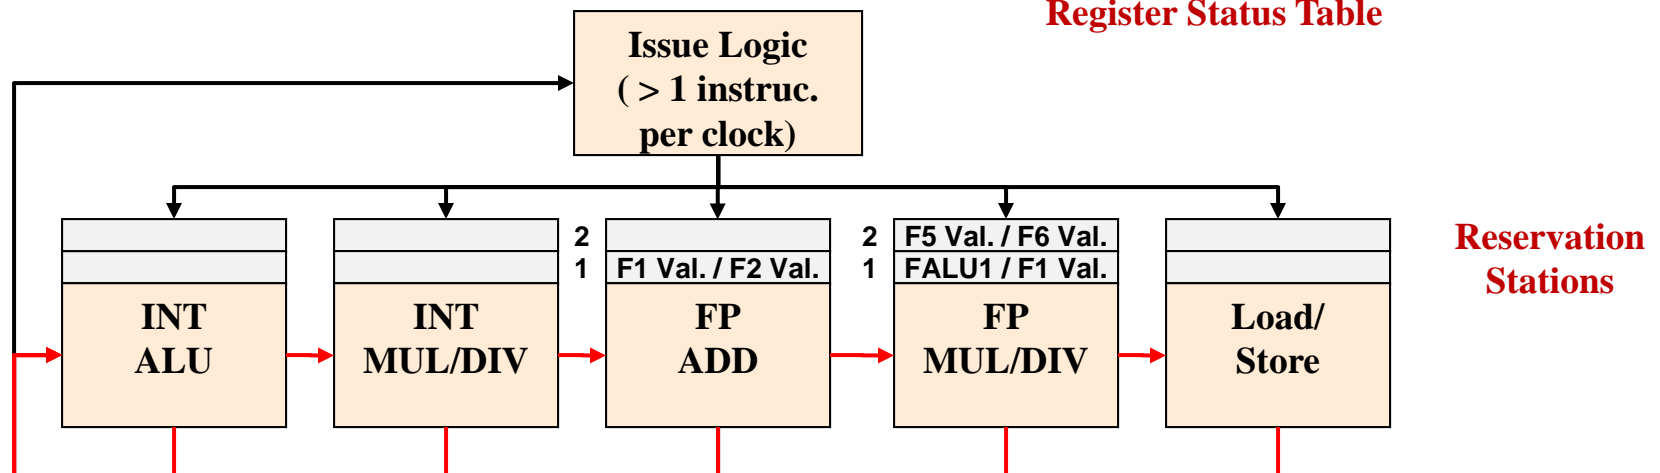 Register Status Table
Issue Logic
( > 1 instruc.
per clock)
2
2 F5 Val. / F6 Val.
1 F1 Val. / F2 Val.
1 FALU1 / F1 Val.
Reservation
Stations
INT
ALU
INT
MUL/DIV
FP
ADD
FP
MUL/DIV
Load/
Store